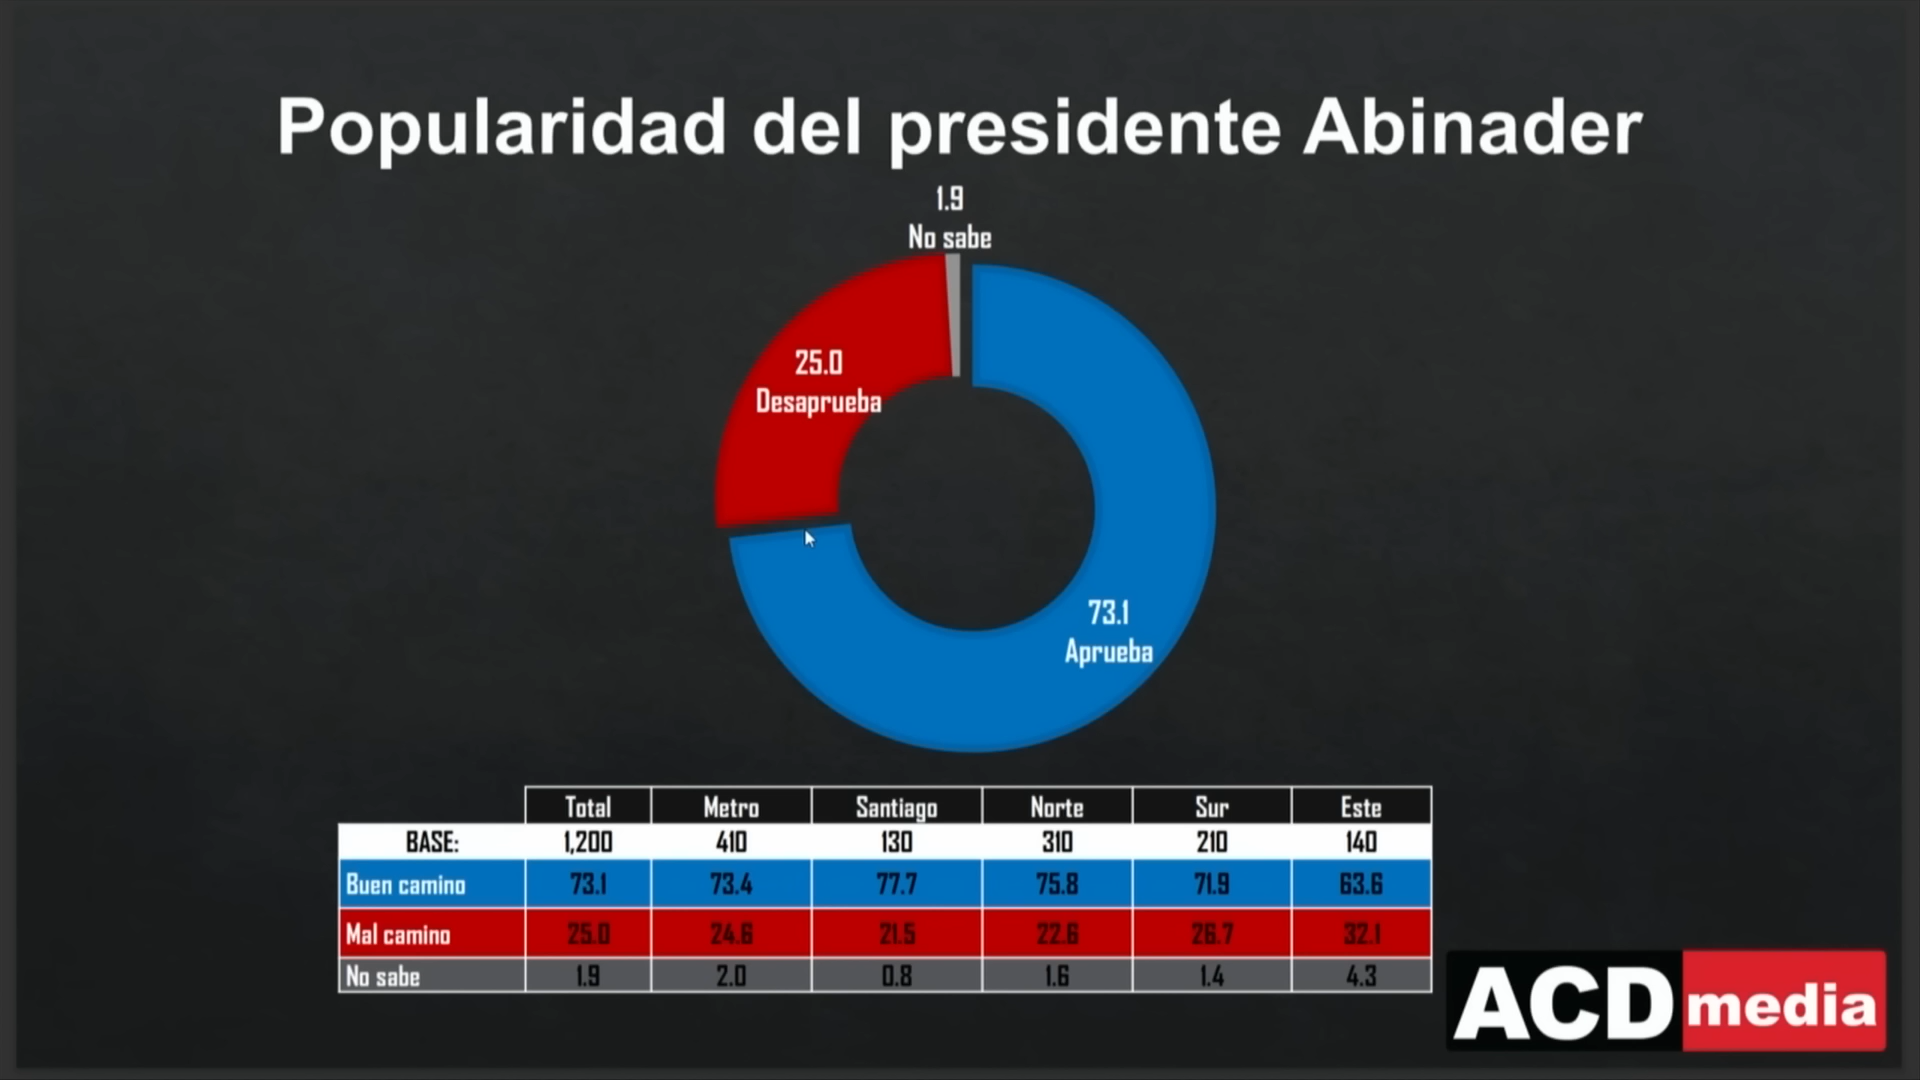 Popularidad del presidente Abinader
1.9
No sabe
25.0
Desaprueba
73.1
Aprueba
Total Metro Santiago Norte Sur Este
BASE: 1,200 410 130 310 210 140
Buen camino 73.1 73.4 77.7 75.8 71.9 63.6
Mal camino 25.0 24.6 21.5 22.6 26.7 32.1
No sabe 1.9 2.0 0.8 1.6 1.4 4.3
ACD media